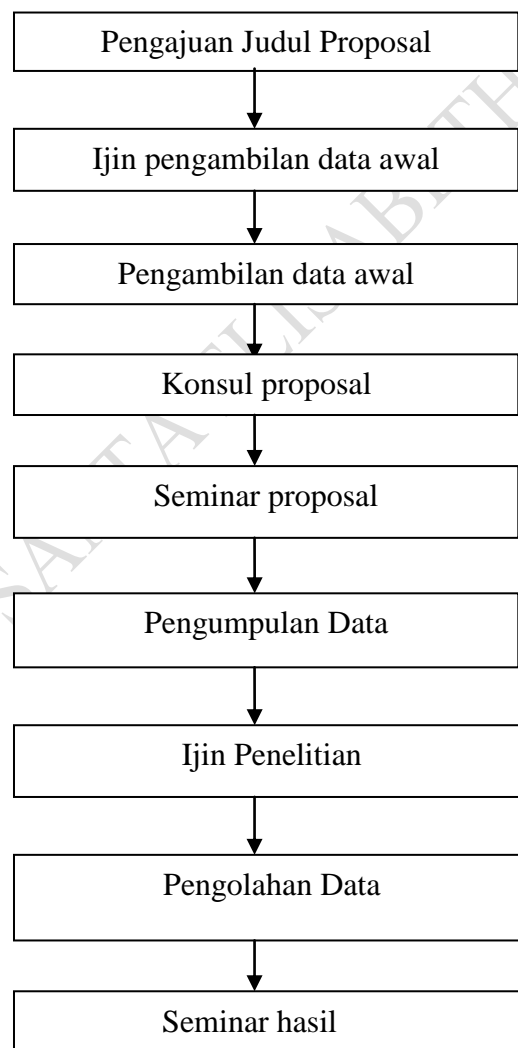 Pengajuan Judul Proposal
Ijin pengambilan data awal
Pengambilan data awal
Konsul proposal
Seminar proposal
Pengumpulan Data
Ijin Penelitian
Pengolahan Data
Seminar hasil